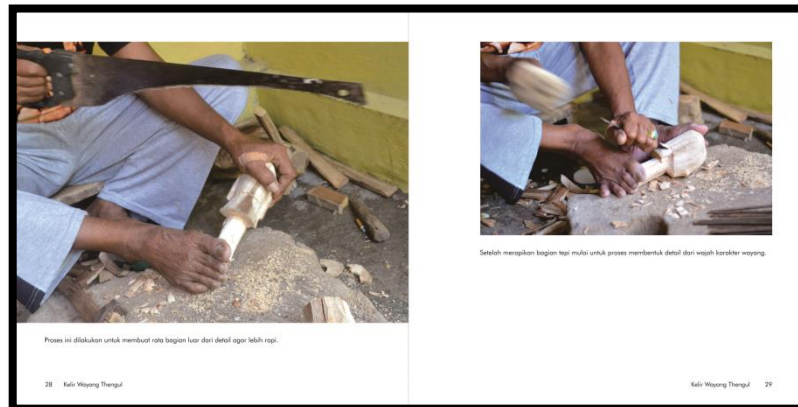 Proses ini dilakukan untuk membuat rata bagian luar dari detail agar lebih rapi.
28 Kelir Wayang Thengul
Setelah merapikan bagian tepi mulai untuk proses membentuk detail dari wajah karakter wayang.
Kelir Wayang Thengul 29